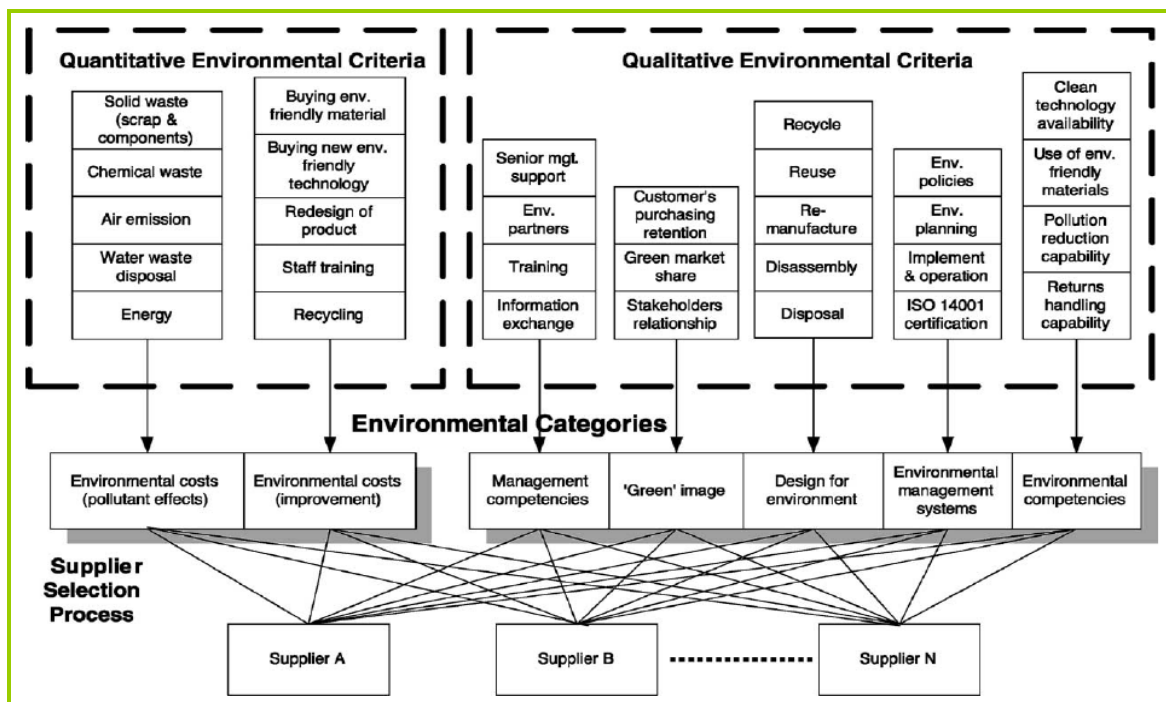 Quantitative Environmental Criteria
Solid waste
(scrap &
components)
Chemical waste
Air emission
Water waste
disposal
Energy
Buying env.
friendly material
Buying new env.
friendly
technology
Redesign of
product
Staff training
Recycling
Qualitative Environmental Criteria
Senior mgt.
support
Env.
partners
Training
Information
exchange
Customer's
purchasing
retention
Green market
share
Stakeholders
relationship
Recycle
Reuse
Re-
manufacture
Disassembly
Disposal
Env.
policies
Env.
planning
Implement
& operation
ISO 14001
certification
Clean
technology
availability
Use of env.
friendly
materials
Pollution
reduction
capability
Returns
handling
capability
Environmental Categories
Environmental costs
(pollutant effects)
Environmental costs
(improvement)
Management
competencies
'Green' image
Design for
environment
Environmental
management
systems
Environmental
competencies
Supplier
Selection
Process
Supplier A
Supplier B
Supplier N